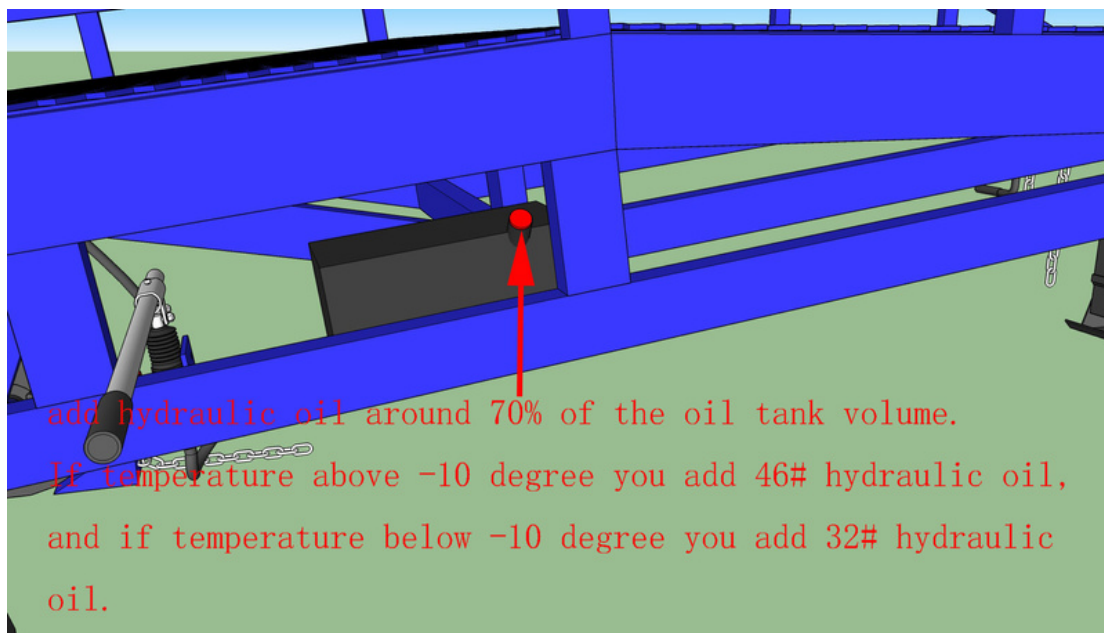 add hydraulic oil around 70% of the oil tank volume.
If temperature above -10 degree you add 46# hydraulic oil,
and if temperature below -10 degree you add 32# hydraulic
oil.